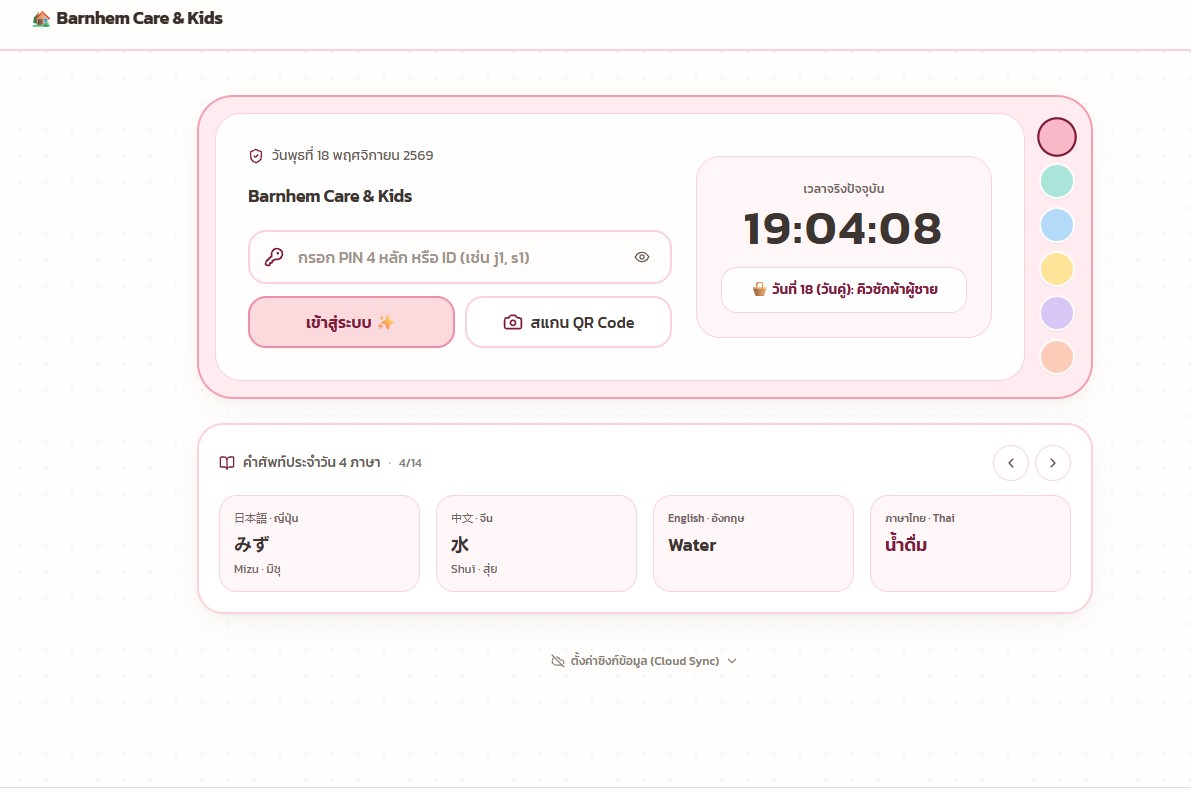 🏡 Barnhem Care & Kids
วันพุธที่ 18 พฤศจิกายน 2569
Barnhem Care & Kids
กรอก PIN 4 หลัก หรือ ID (เช่น j1, s1)
เข้าสู่ระบบ ✨
สแกน QR Code
เวลาจริงปัจจุบัน
19:04:08
🧺 วันที่ 18 (วันคู่): คิวซักผ้าผู้ชาย
คำศัพท์ประจำวัน 4 ภาษา · 4/14
日本語 · ญี่ปุ่น
みず
Mizu · มิซุ
中文 · จีน
水
Shuǐ · สุ่ย
English · อังกฤษ
Water
ภาษาไทย · Thai
น้ำดื่ม
ตั้งค่าซิงก์ข้อมูล (Cloud Sync)